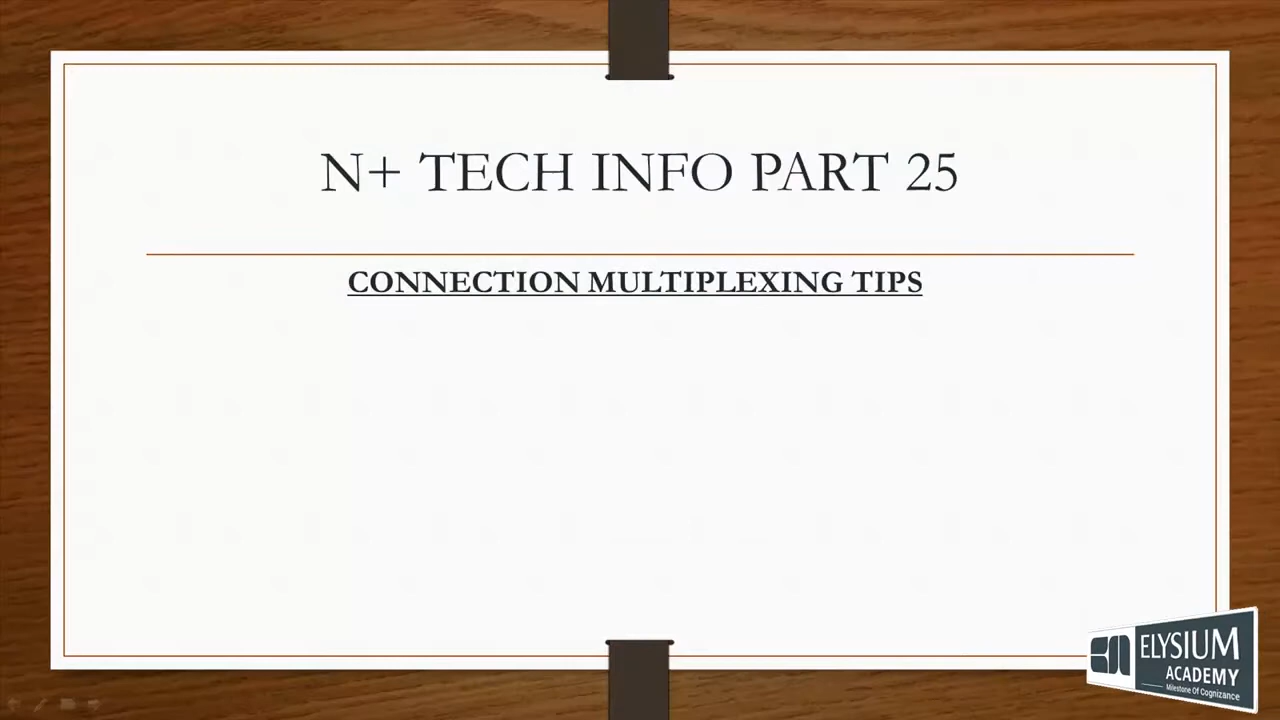 N+ TECH INFO PART 25
CONNECTION MULTIPLEXING TIPS
ELYSIUM
ACADEMY
Milestone Of Cognizance